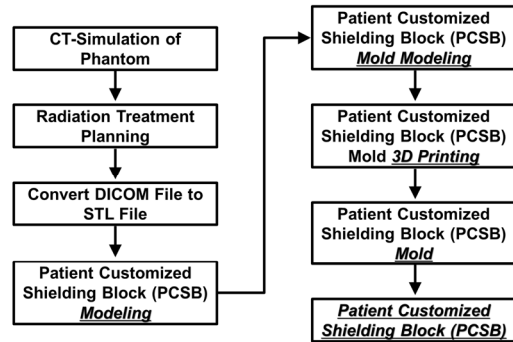 CT-Simulation of
Phantom
Radiation Treatment
Planning
Convert DICOM File to
STL File
Patient Customized
Shielding Block (PCSB)
Modeling
Patient Customized
Shielding Block (PCSB)
Mold Modeling
Patient Customized
Shielding Block (PCSB)
Mold 3D Printing
Patient Customized
Shielding Block (PCSB)
Mold
Patient Customized
Shielding Block (PCSB)